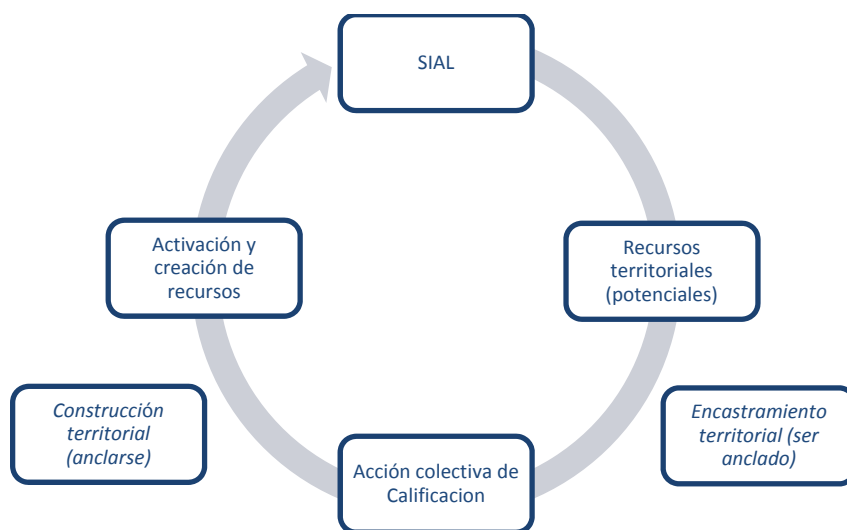 SIAL
Activación y
creación de
recursos
Recursos
territoriales
(potenciales)
Construcción
territorial
(anclarse)
Encastramiento
territorial (ser
anclado)
Acción colectiva de
Calificacion